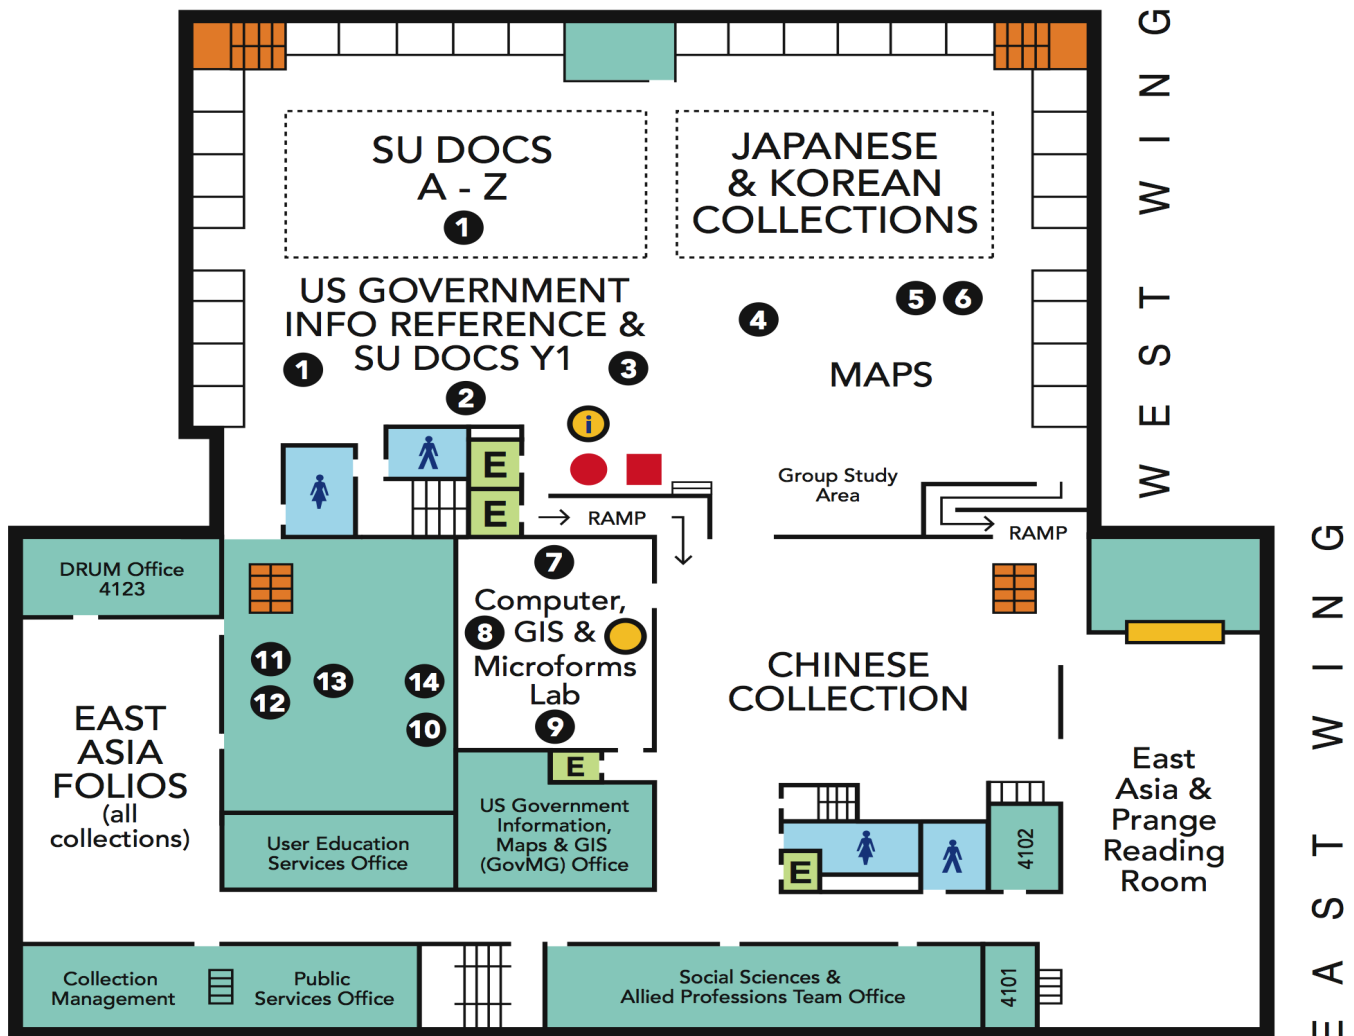 SU DOCS
A - Z
1
JAPANESE
& KOREAN
COLLECTIONS
WEST WING
US GOVERNMENT
INFO REFERENCE &
SU DOCS Y1
1
2
3
4
5
6
MAPS
i
E
E
RAMP
Group Study
Area
RAMP
DRUM Office
4123
7
Computer,
8
GIS &
Microforms
Lab
9
11
12
13
14
10
CHINESE
COLLECTION
EAST
ASIA
FOLIOS
(all
collections)
East
Asia &
Prange
Reading
Room
EAST WING
E
US Government
Information,
Maps & GIS
(GovMG) Office
User Education
Services Office
E
4102
Collection
Management
Public
Services Office
Social Sciences &
Allied Professions Team Office
4101